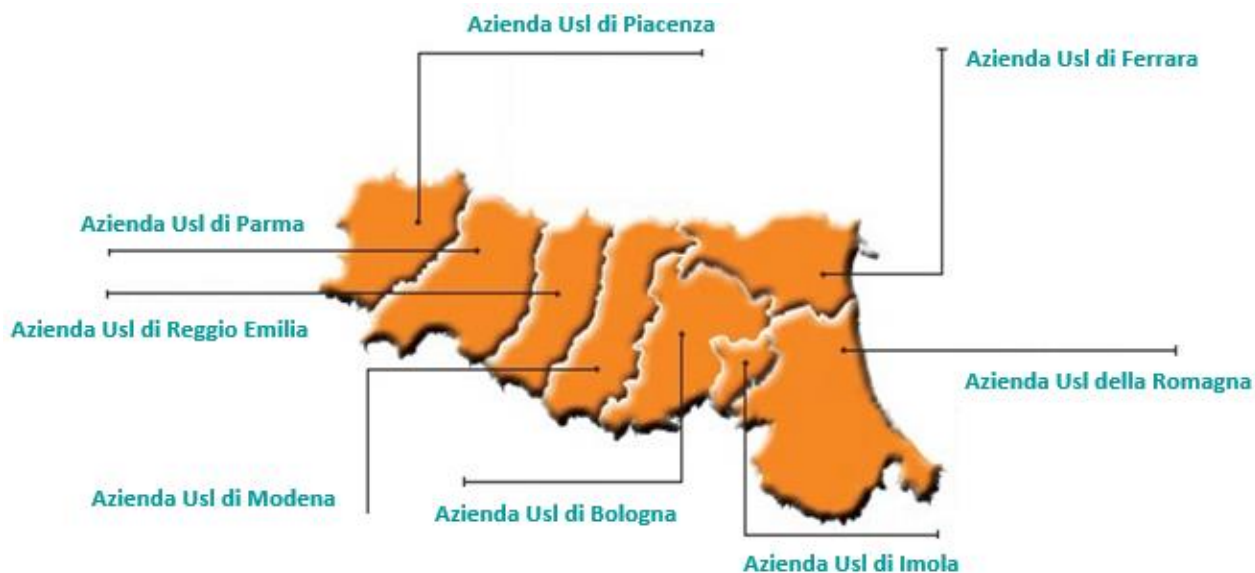 Azienda Usl di Piacenza
Azienda Usl di Ferrara
Azienda Usl di Parma
Azienda Usl di Reggio Emilia
Azienda Usl della Romagna
Azienda Usl di Modena
Azienda Usl di Bologna
Azienda Usl di Imola